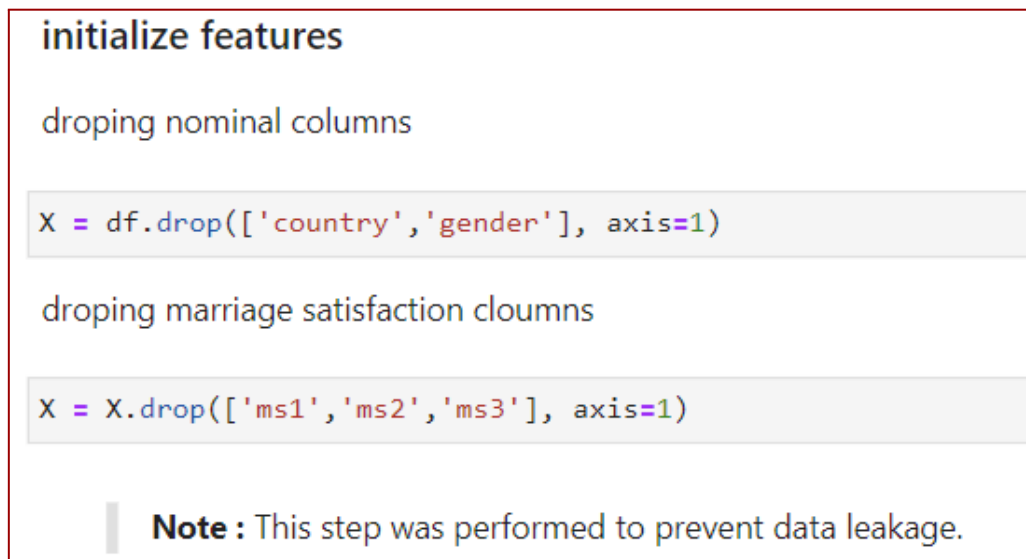 initialize features
droping nominal columns
X = df.drop(['country','gender'], axis=1)
droping marriage satisfaction cloumns
X = X.drop(['ms1','ms2','ms3'], axis=1)
Note : This step was performed to prevent data leakage.